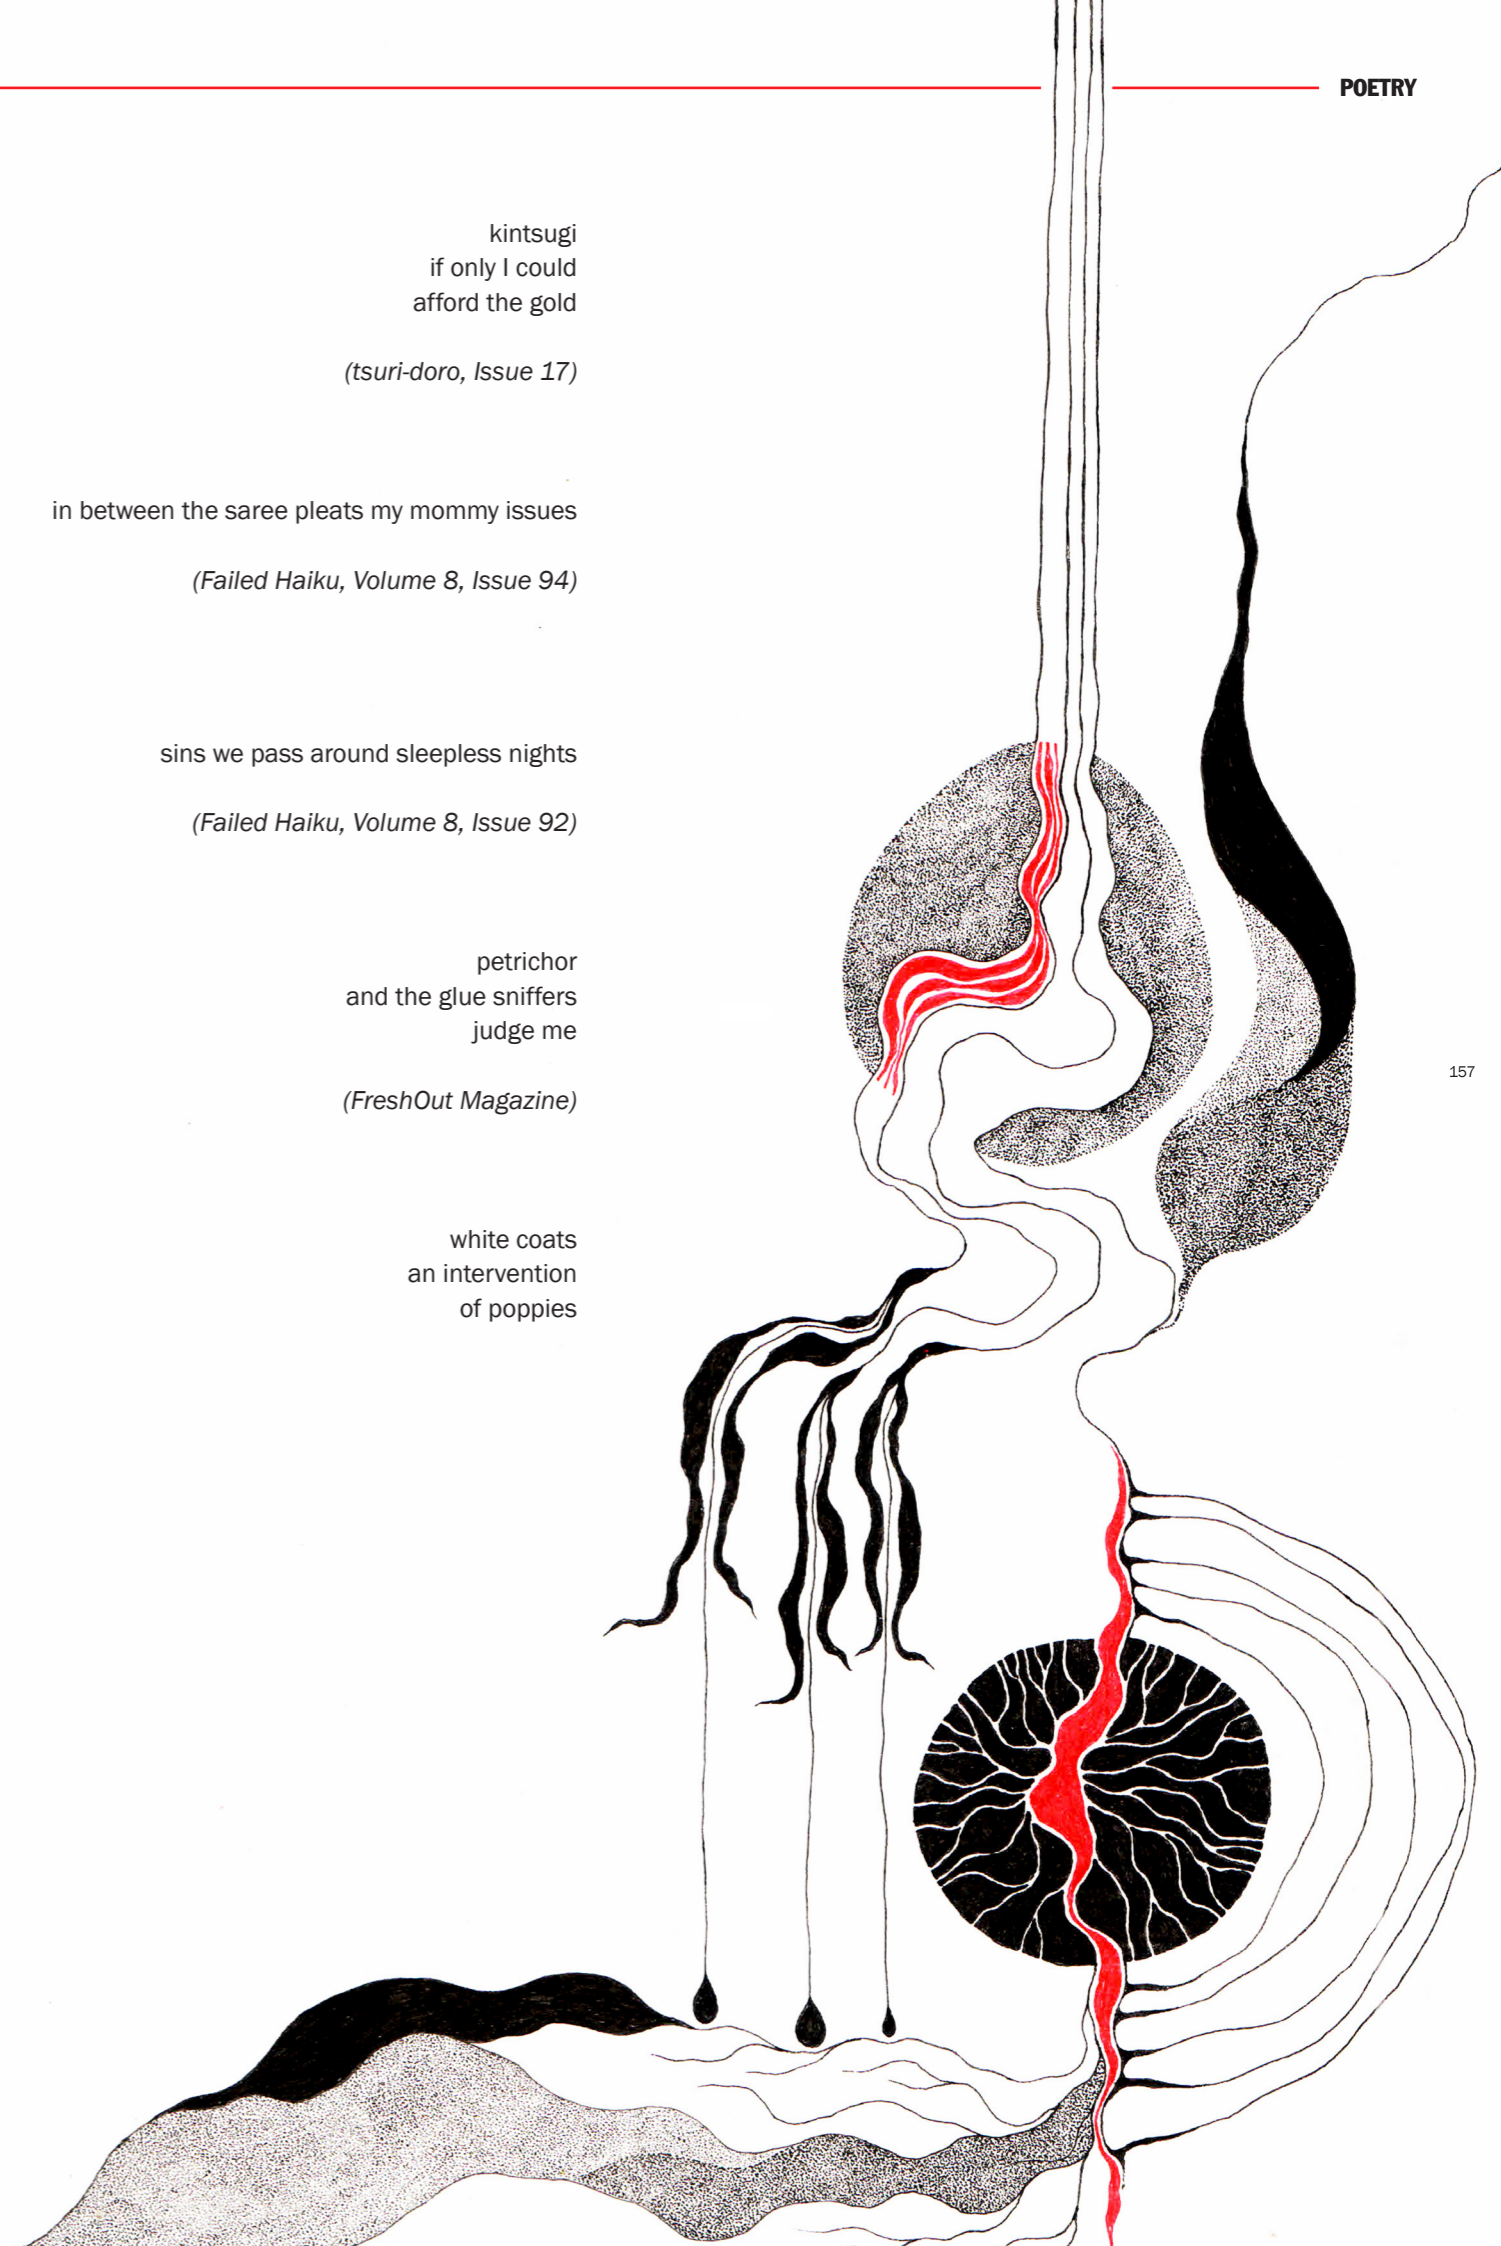 POETRY
kintsugi
if only I could
afford the gold
(tsuri-doro, Issue 17)
in between the saree pleats my mommy issues
(Failed Haiku, Volume 8, Issue 94)
sins we pass around sleepless nights
(Failed Haiku, Volume 8, Issue 92)
petrichor
and the glue sniffers
judge me
(FreshOut Magazine)
157
white coats
an intervention
of poppies